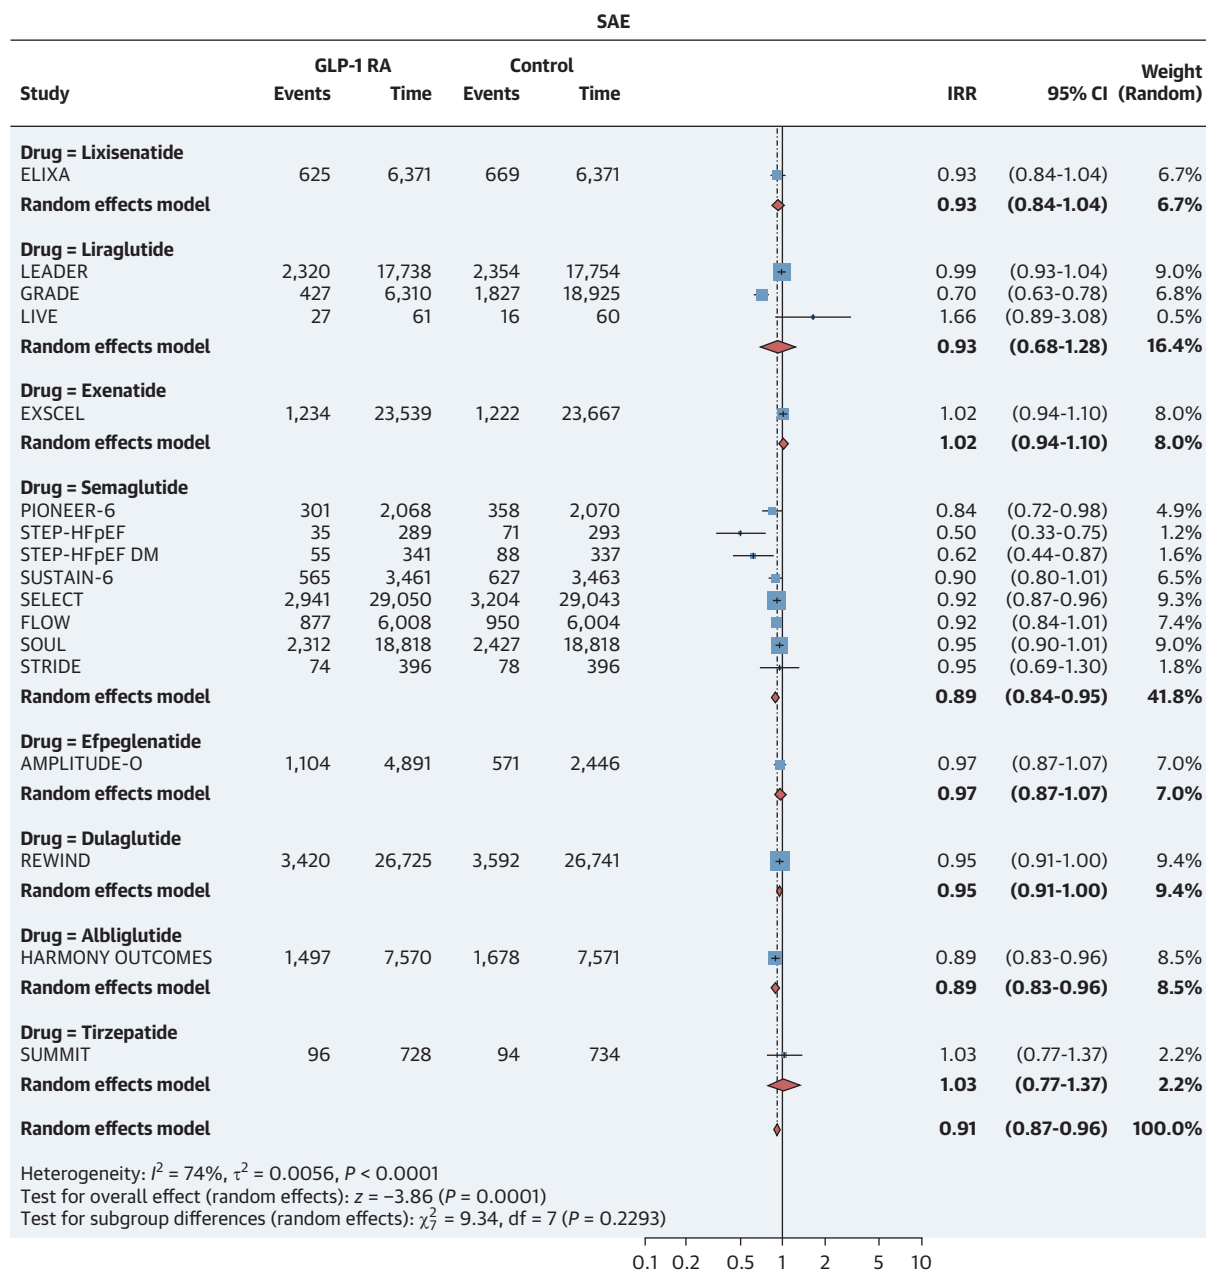 SAE
GLP-1 RA Control Weight
Study Events Time Events Time IRR 95% CI (Random)
Drug = Lixisenatide
ELIXA 625 6,371 669 6,371 0.93 (0.84-1.04) 6.7%
Random effects model 0.93 (0.84-1.04) 6.7%
Drug = Liraglutide
LEADER 2,320 17,738 2,354 17,754 0.99 (0.93-1.04) 9.0%
GRADE 427 6,310 1,827 18,925 0.70 (0.63-0.78) 6.8%
LIVE 27 61 16 60 1.66 (0.89-3.08) 0.5%
Random effects model 0.93 (0.68-1.28) 16.4%
Drug = Exenatide
EXSCEL 1,234 23,539 1,222 23,667 1.02 (0.94-1.10) 8.0%
Random effects model 1.02 (0.94-1.10) 8.0%
Drug = Semaglutide
PIONEER-6 301 2,068 358 2,070 0.84 (0.72-0.98) 4.9%
STEP-HFpEF 35 289 71 293 0.50 (0.33-0.75) 1.2%
STEP-HFpEF DM 55 341 88 337 0.62 (0.44-0.87) 1.6%
SUSTAIN-6 565 3,461 627 3,463 0.90 (0.80-1.01) 6.5%
SELECT 2,941 29,050 3,204 29,043 0.92 (0.87-0.96) 9.3%
FLOW 877 6,008 950 6,004 0.92 (0.84-1.01) 7.4%
SOUL 2,312 18,818 2,427 18,818 0.95 (0.90-1.01) 9.0%
STRIDE 74 396 78 396 0.95 (0.69-1.30) 1.8%
Random effects model 0.89 (0.84-0.95) 41.8%
Drug = Efpeglenatide
AMPLITUDE-O 1,104 4,891 571 2,446 0.97 (0.87-1.07) 7.0%
Random effects model 0.97 (0.87-1.07) 7.0%
Drug = Dulaglutide
REWIND 3,420 26,725 3,592 26,741 0.95 (0.91-1.00) 9.4%
Random effects model 0.95 (0.91-1.00) 9.4%
Drug = Albliglutide
HARMONY OUTCOMES 1,497 7,570 1,678 7,571 0.89 (0.83-0.96) 8.5%
Random effects model 0.89 (0.83-0.96) 8.5%
Drug = Tirzepatide
SUMMIT 96 728 94 734 1.03 (0.77-1.37) 2.2%
Random effects model 1.03 (0.77-1.37) 2.2%
Random effects model 0.91 (0.87-0.96) 100.0%
Heterogeneity: I² = 74%, τ² = 0.0056, P < 0.0001
Test for overall effect (random effects): z = −3.86 (P = 0.0001)
Test for subgroup differences (random effects): χ²₇ = 9.34, df = 7 (P = 0.2293)
0.1 0.2 0.5 1 2 5 10